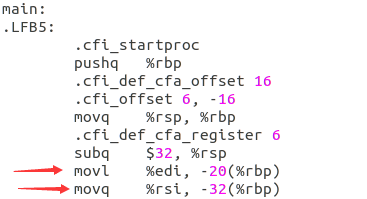 main:
.LFB5:
.cfi_startproc
pushq %rbp
.cfi_def_cfa_offset 16
.cfi_offset 6, -16
movq %rsp, %rbp
.cfi_def_cfa_register 6
subq $32, %rsp
movl %edi, -20(%rbp)
movq %rsi, -32(%rbp)